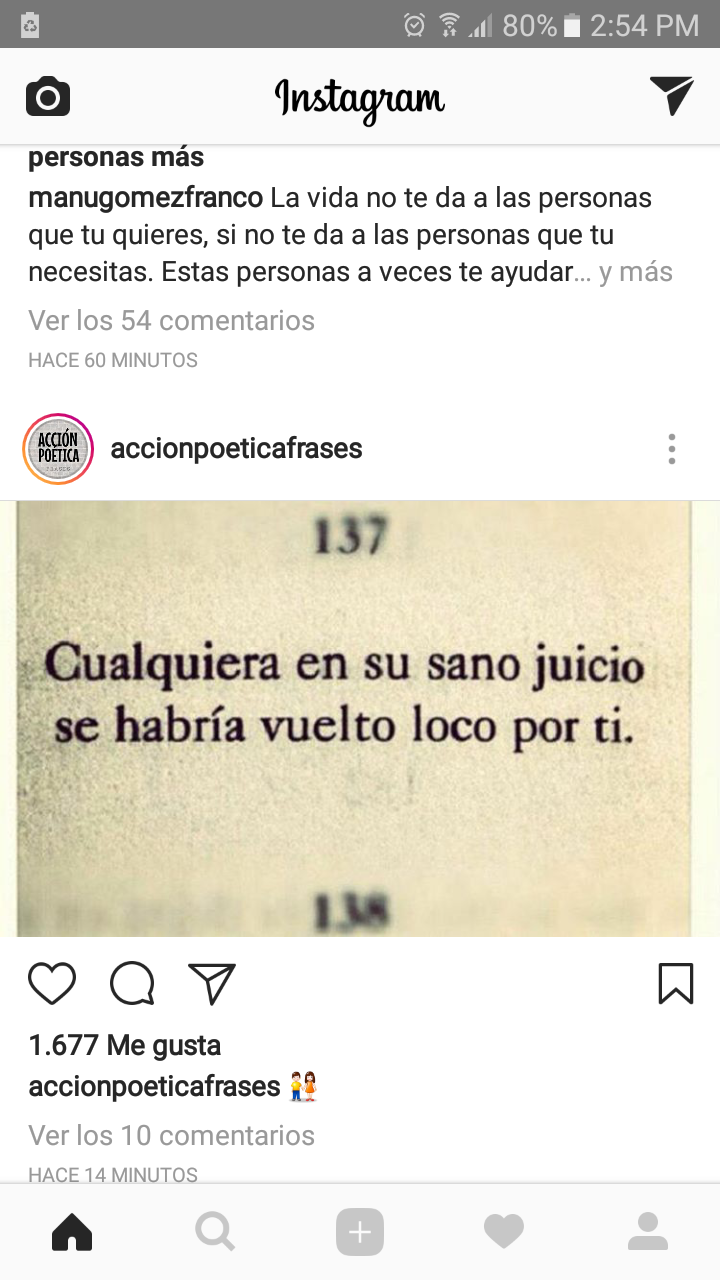 80% 2:54 PM
Instagram
personas más
manugomezfranco La vida no te da a las personas
que tu quieres, si no te da a las personas que tu
necesitas. Estas personas a veces te ayudar... y más
Ver los 54 comentarios
HACE 60 MINUTOS
ACCIÓN
POÉTICA
FRASES
accionpoeticafrases
137
Cualquiera en su sano juicio
se habría vuelto loco por ti.
138
1.677 Me gusta
accionpoeticafrases
Ver los 10 comentarios
HACE 14 MINUTOS